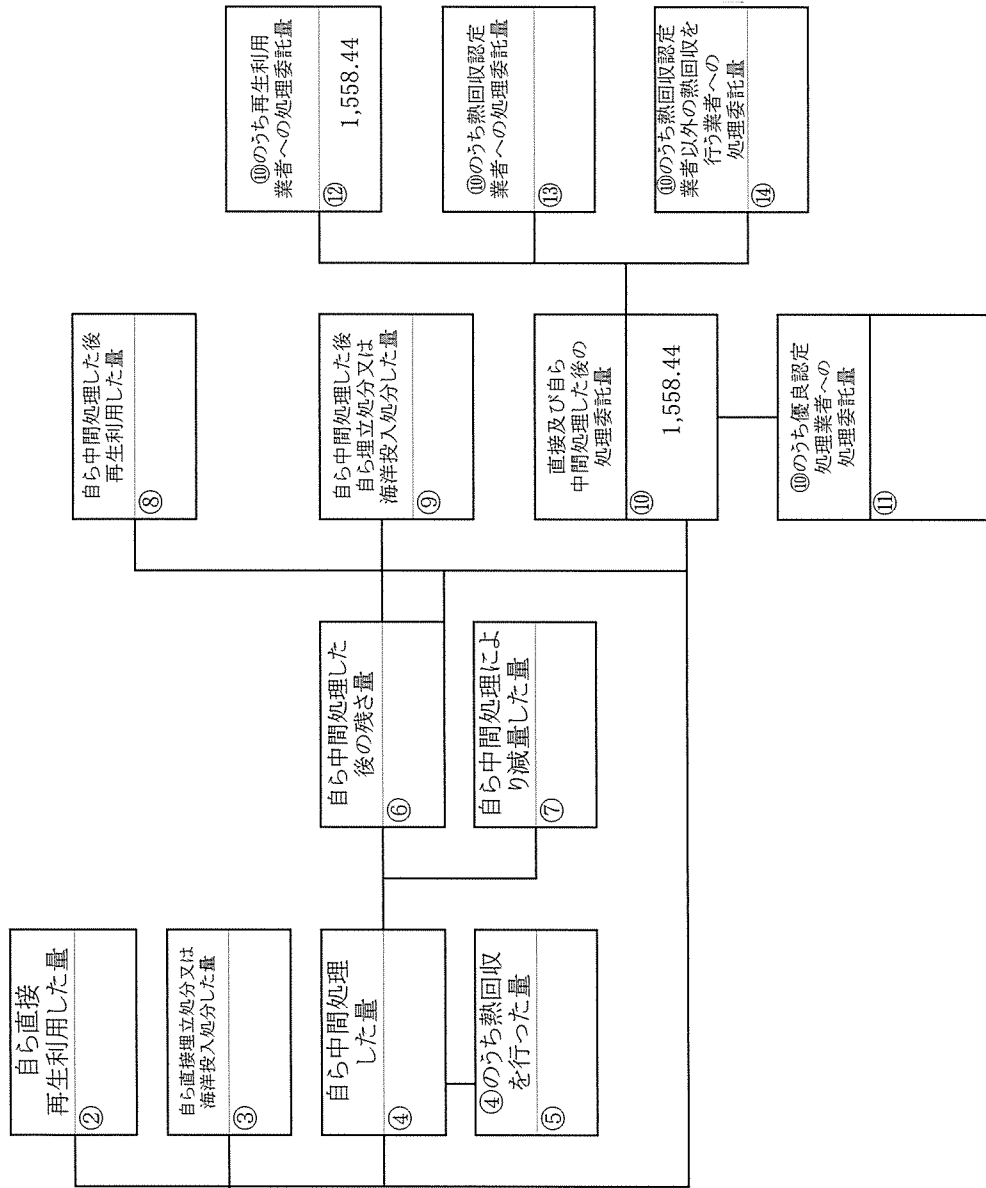 自ら直接
再生利用した量
②
自ら直接埋立処分又は
海洋投入処分した量
③
自ら中間処理
した量
④
④のうち熱回収
を行った量
⑤
自ら中間処理した
後の残さ量
⑥
自ら中間処理によ
り減量した量
⑦
自ら中間処理した後
再生利用した量
⑧
自ら中間処理した後
自ら埋立処分又は
海洋投入処分した量
⑨
直接及び自ら
中間処理した後の
処理委託量
⑩
1,558.44
⑩のうち優良認定
処理業者への
処理委託量
⑪
⑩のうち再生利用
業者への処理委託量
⑫
1,558.44
⑩のうち熱回収認定
業者への処理委託量
⑬
⑩のうち熱回収認定
業者以外の熱回収を
行う業者への
処理委託量
⑭